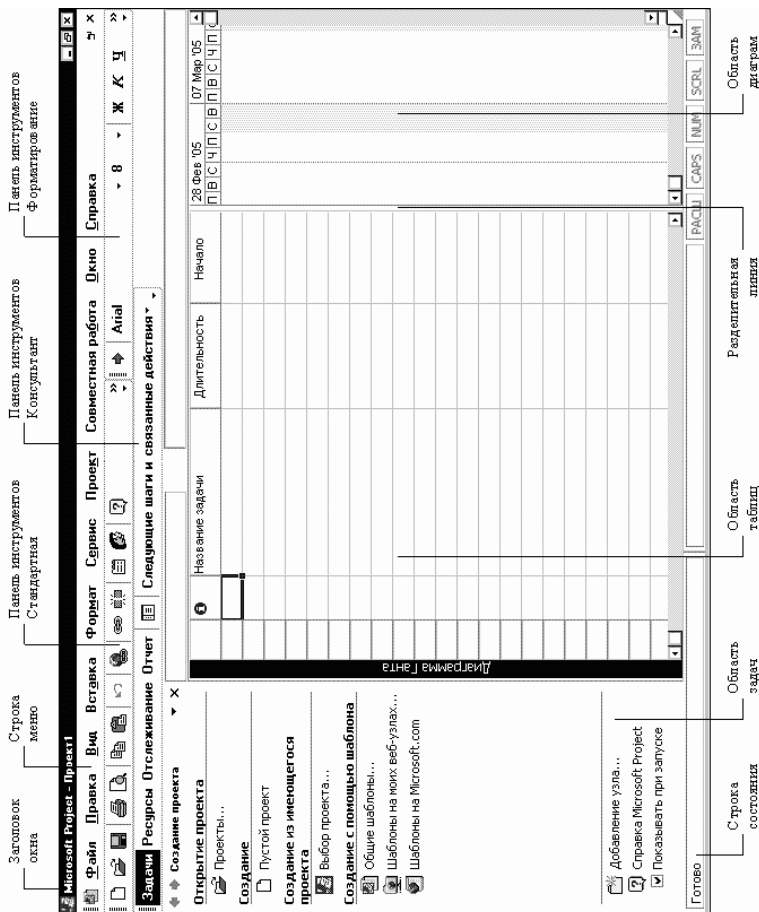 Заголовок
окна
Строка
меню
Панель инструментов
Стандартная
Панель инструментов
Консультант
Панель инструментов
Форматирование
Microsoft Project - Проект1
Файл Правка Вид Вставка Формат Сервис Проект Совместная работа Окно Справка
Arial 8 Ж К Ч
Задачи Ресурсы Отслеживание Отчет Следующие шаги и связанные действия
Создание проекта
Открытие проекта
Проекты...
Создание
Пустой проект
Создание из имеющегося
проекта
Выбор проекта...
Создание с помощью шаблона
Общие шаблоны...
Шаблоны на моих веб-узлах...
Шаблоны на Microsoft.com
Добавление узла...
Справка Microsoft Project
Показывать при запуске
Диаграмма Ганта
Название задачи
Длительность
Начало
28 Фев '05 07 Мар '05
П В С Ч П С В П В С Ч П С
Готово
РАСШ CAPS NUM SCRL ЗАМ
Строка
состояния
Область
задач
Область
таблиц
Разделительная
линия
Область
диаграм